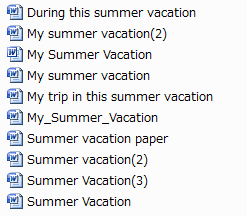 During this summer vacation
My summer vacation(2)
My Summer Vacation
My summer vacation
My trip in this summer vacation
My_Summer_Vacation
Summer vacation paper
Summer vacation(2)
Summer Vacation(3)
Summer Vacation